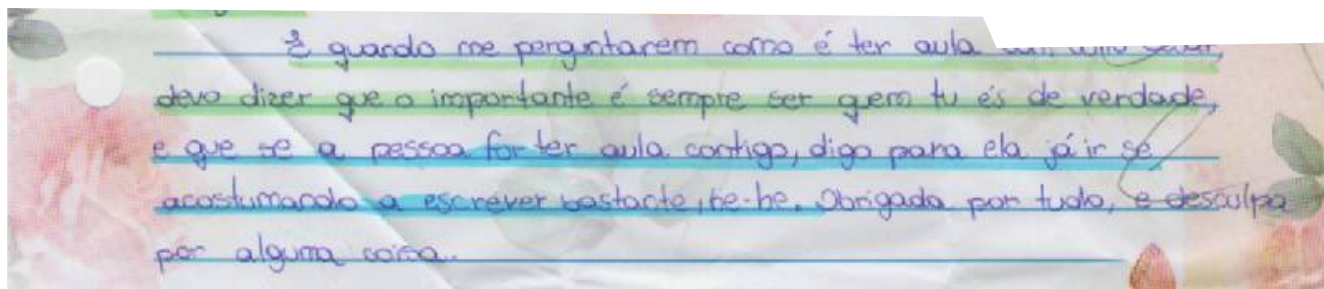 E quando me perguntarem como é ter aula
devo dizer que o importante é sempre ser quem tu és de verdade,
e que se a pessoa for ter aula contigo, digo para ela já ir se
acostumando a escrever bastante, he-he. Obrigada por tudo, e desculpa
por alguma coisa..